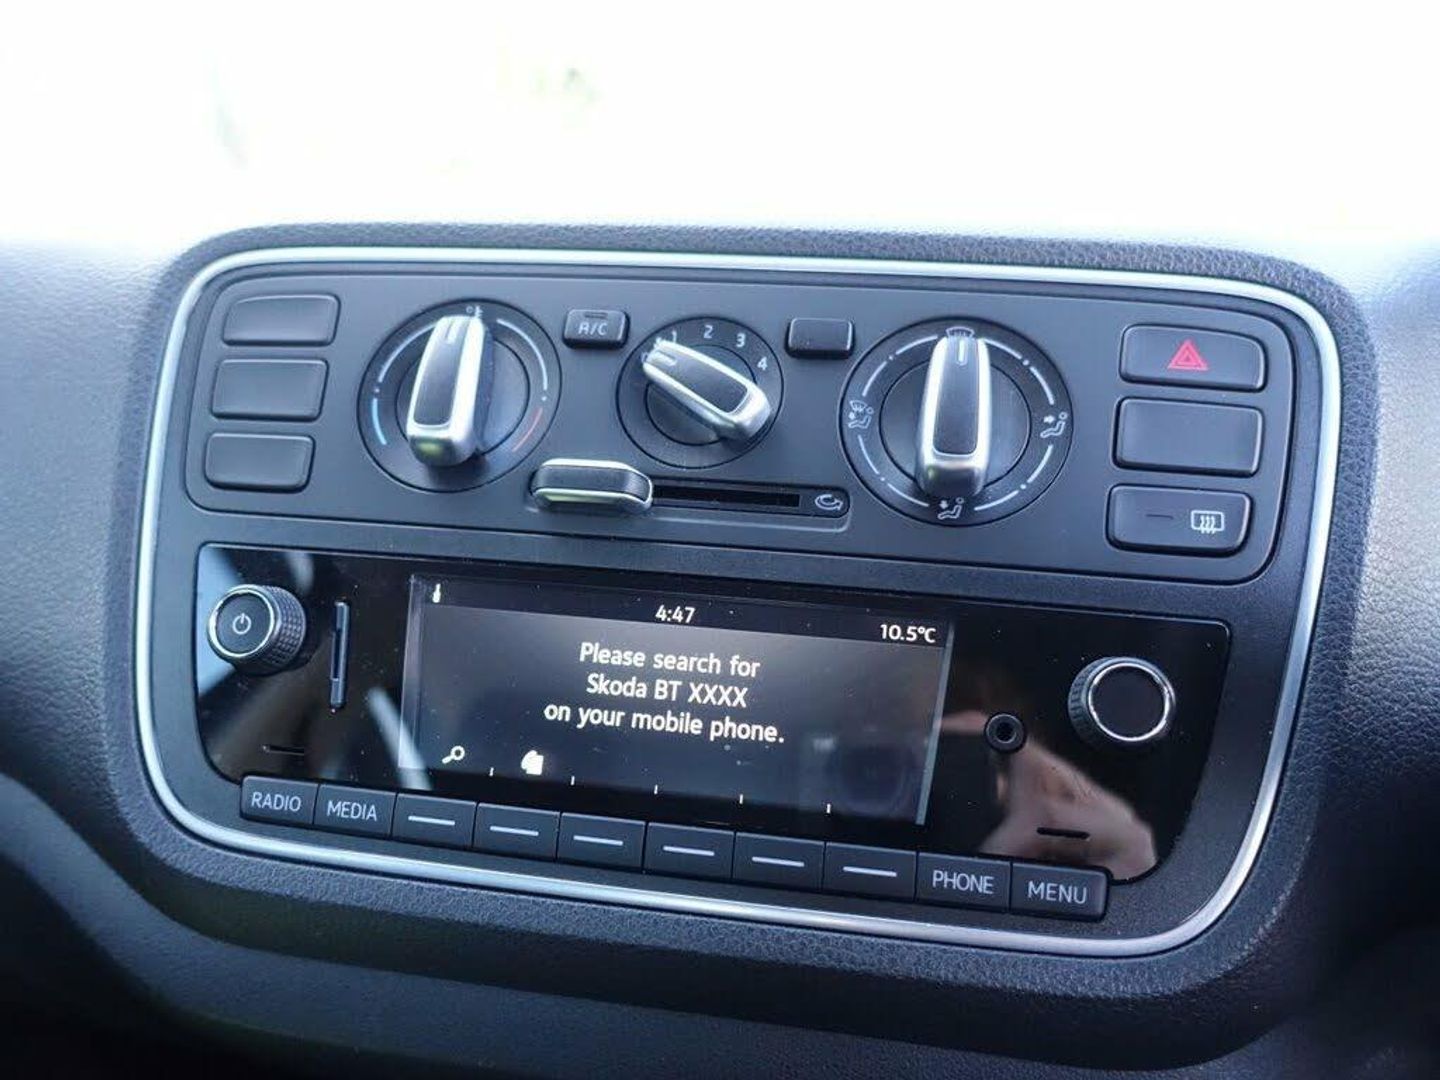 A/C
1 2 3 4
4:47
10.5°C
Please search for
Skoda BT XXXX
on your mobile phone.
RADIO MEDIA PHONE MENU